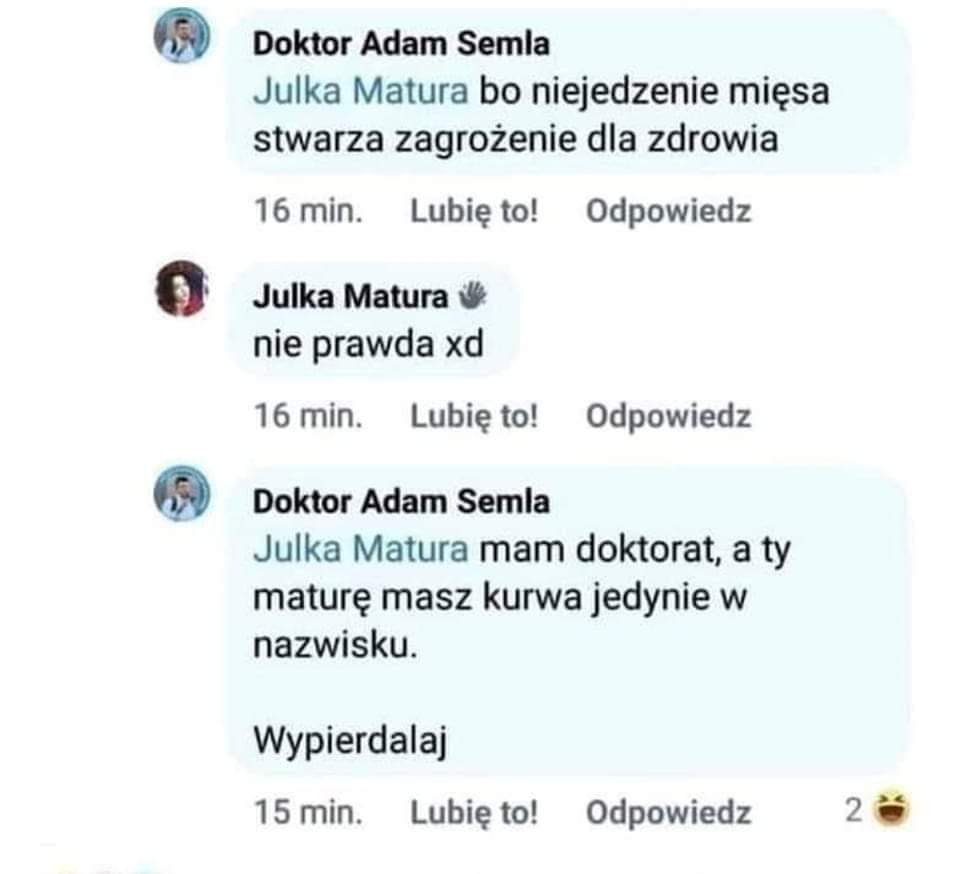 Doktor Adam Semla
Julka Matura bo niejedzenie mięsa
stwarza zagrożenie dla zdrowia
16 min. Lubię to! Odpowiedz
Julka Matura
nie prawda xd
16 min. Lubię to! Odpowiedz
Doktor Adam Semla
Julka Matura mam doktorat, a ty
maturę masz kurwa jedynie w
nazwisku.
Wypierdalaj
15 min. Lubię to! Odpowiedz 2